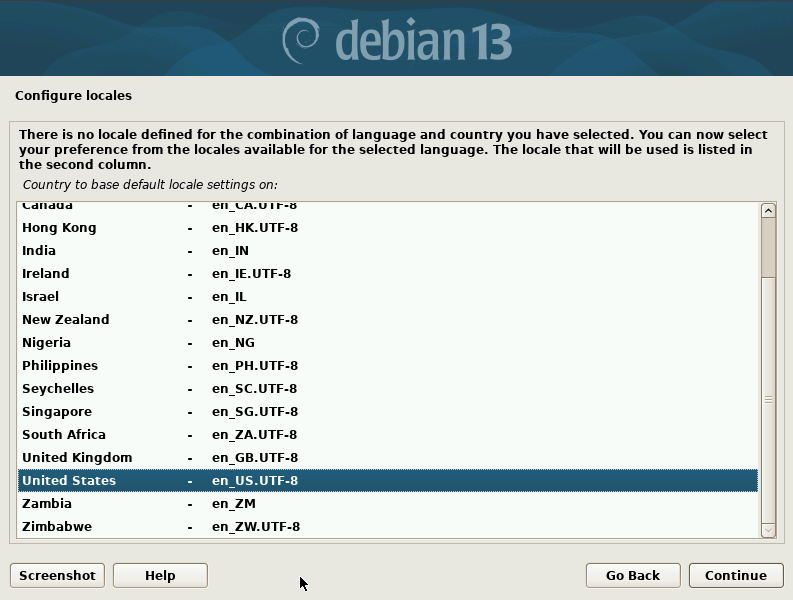 debian 13
Configure locales
There is no locale defined for the combination of language and country you have selected. You can now select
your preference from the locales available for the selected language. The locale that will be used is listed in
the second column.
Country to base default locale settings on:
Canada - en_CA.UTF-8
Hong Kong - en_HK.UTF-8
India - en_IN
Ireland - en_IE.UTF-8
Israel - en_IL
New Zealand - en_NZ.UTF-8
Nigeria - en_NG
Philippines - en_PH.UTF-8
Seychelles - en_SC.UTF-8
Singapore - en_SG.UTF-8
South Africa - en_ZA.UTF-8
United Kingdom - en_GB.UTF-8
United States - en_US.UTF-8
Zambia - en_ZM
Zimbabwe - en_ZW.UTF-8
Screenshot Help Go Back Continue